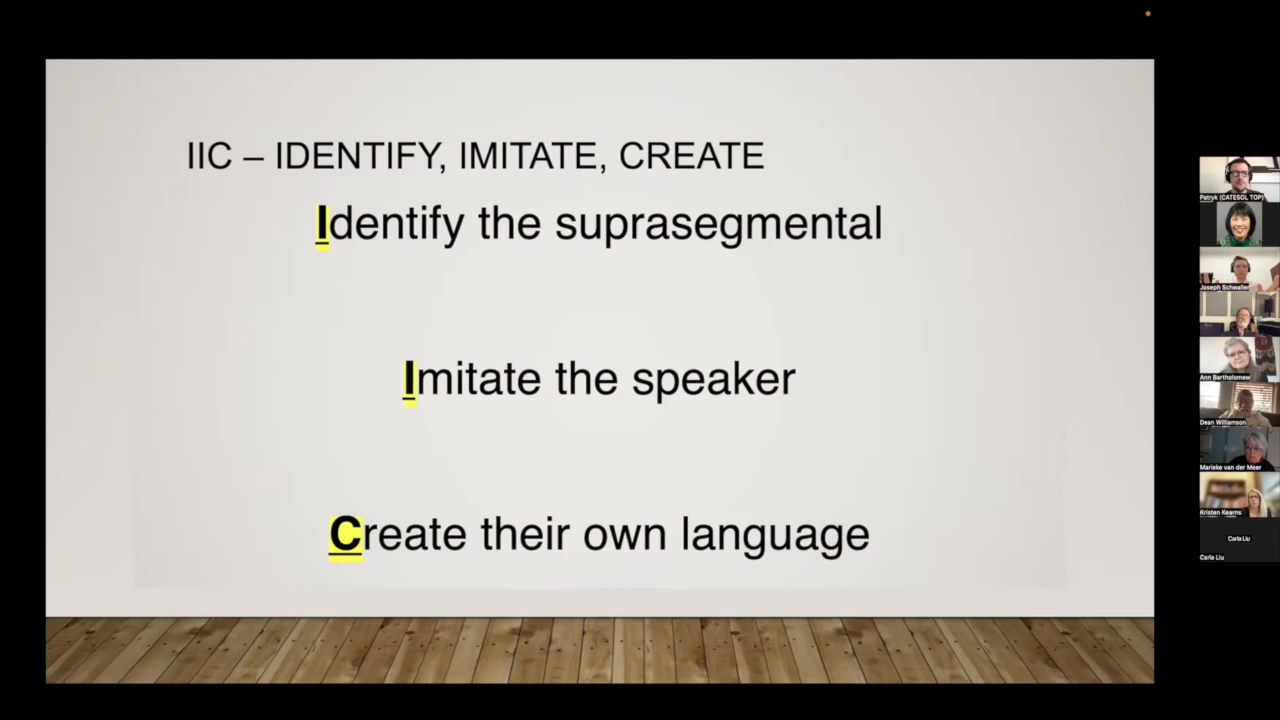 IIC – IDENTIFY, IMITATE, CREATE
Identify the suprasegmental
Imitate the speaker
Create their own language
Patryk (CATESOL TOP)
Joseph Schwaller
Ann Bartholomew
Dean Williamson
Marieke van der Meer
Kristen Kearns
Carla Liu
Carla Liu